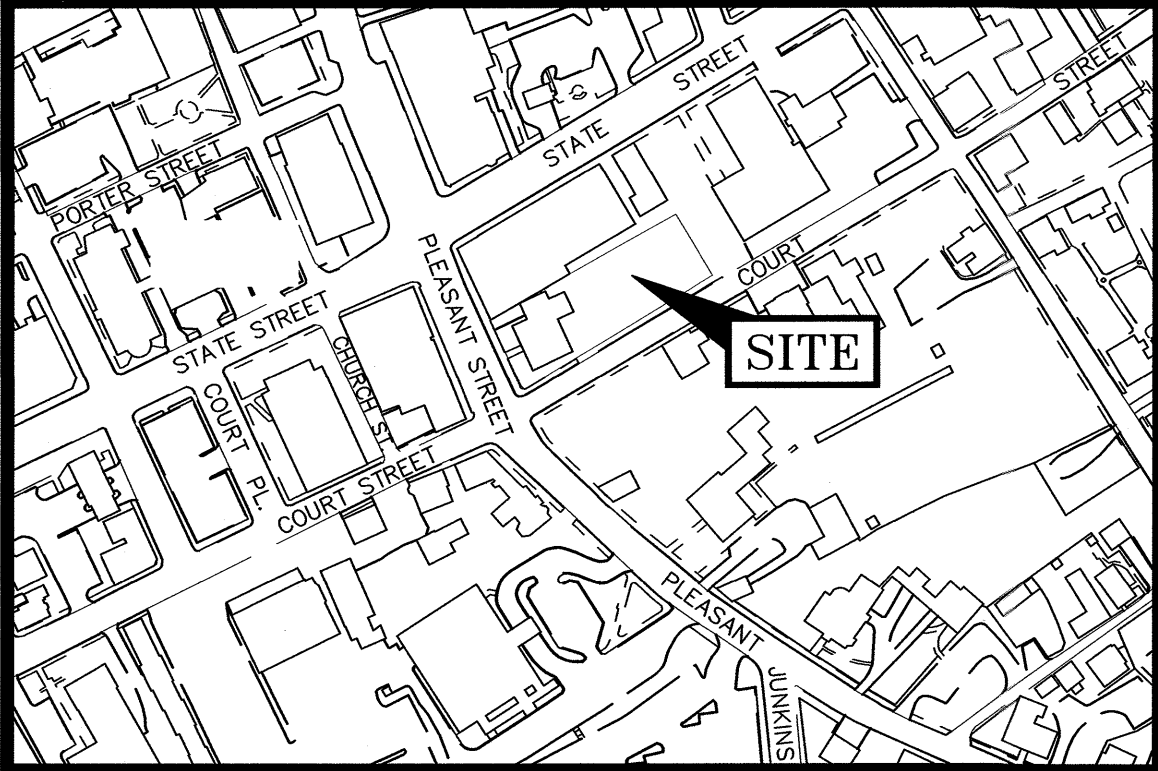 STATE STREET
STREET
PORTER STREET
COURT
PLEASANT STREET
STATE STREET
SITE
CHURCH ST
COURT PL.
COURT STREET
PLEASANT
JUNKINS